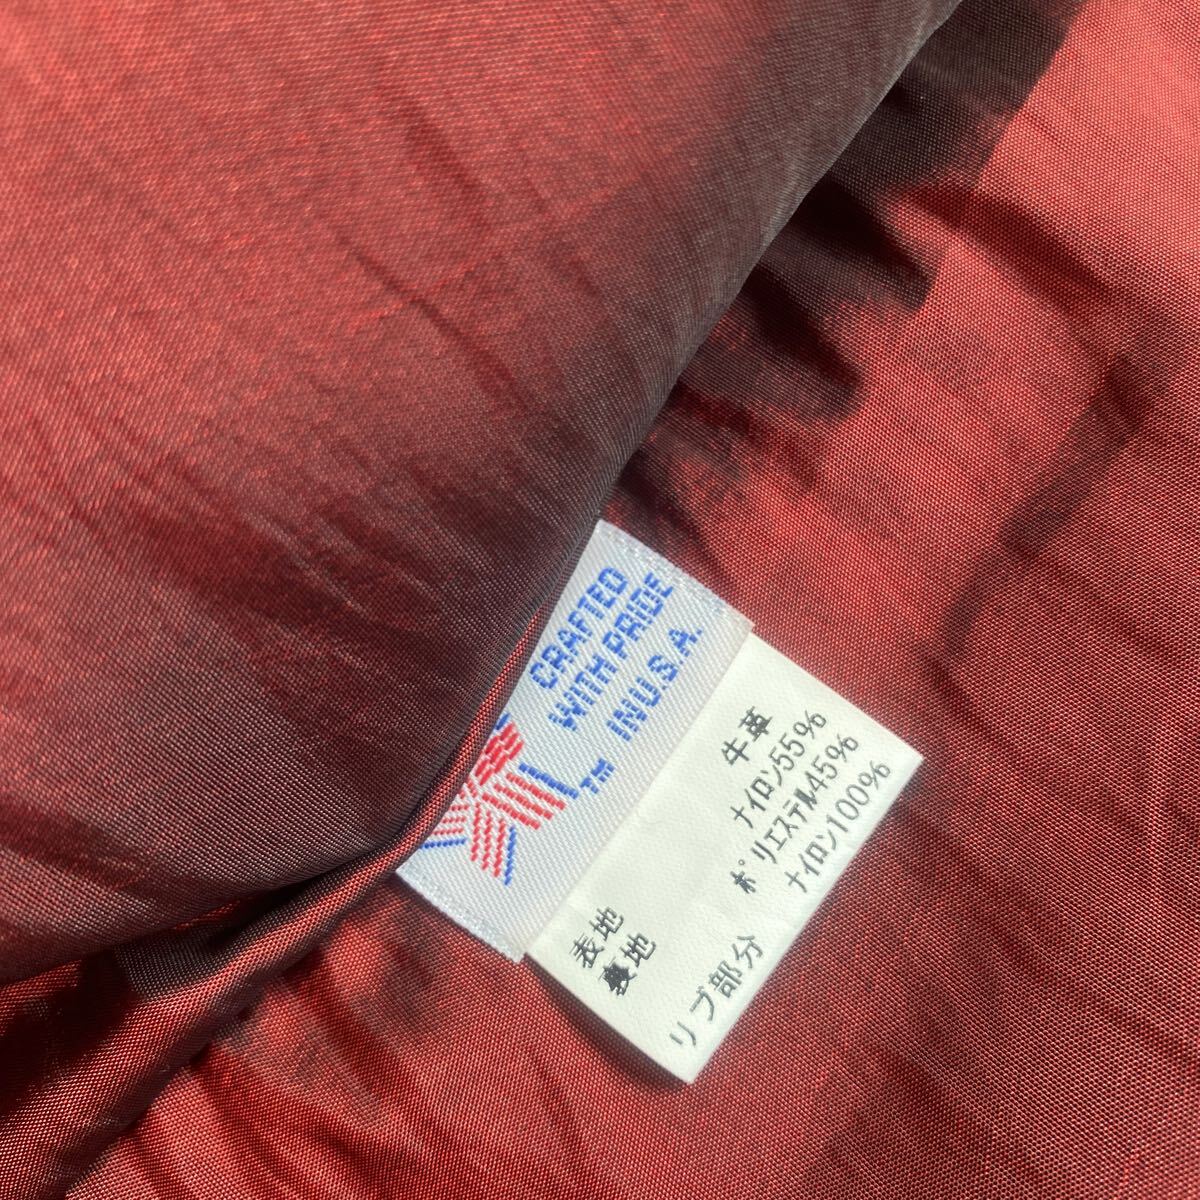 CRAFTED
WITH PRIDE
IN U.S.A.
TM
表地 牛革
裏地 ナイロン55%
ポリエステル45%
リブ部分 ナイロン100%